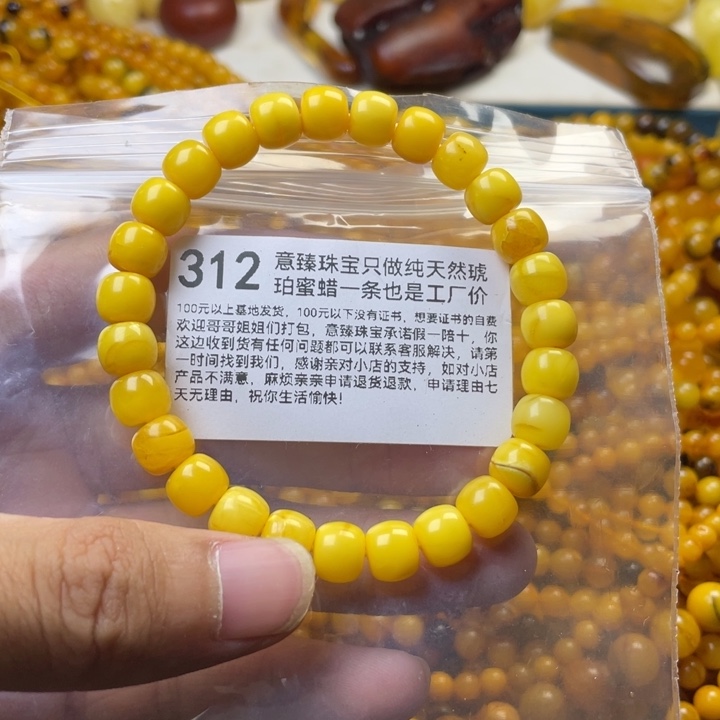 312
意臻珠宝只做纯天然琥
珀蜜蜡一条也是工厂价
100元以上基地发货，100元以下没有证书，想要证书的自费
欢迎哥哥姐姐们打包，意臻珠宝承诺假一陪十，你
这边收到货有任何问题都可以联系客服解决，请第
一时间找到我们，感谢亲对小店的支持，如对小店
产品不满意，麻烦亲亲申请退货退款，申请理由七
天无理由，祝你生活愉快！